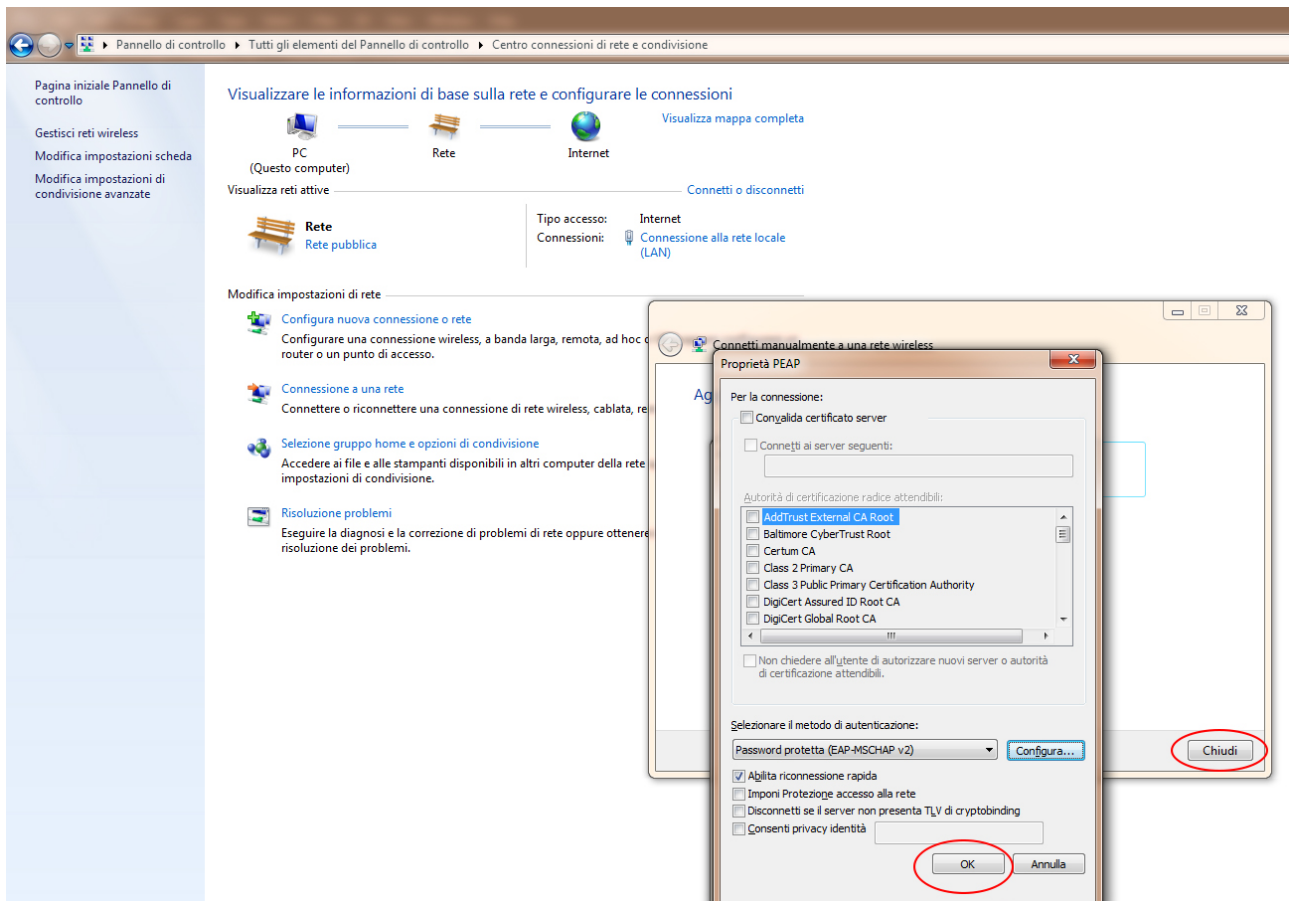 Pannello di controllo ▸ Tutti gli elementi del Pannello di controllo ▸ Centro connessioni di rete e condivisione
Pagina iniziale Pannello di
controllo
Gestisci reti wireless
Modifica impostazioni scheda
Modifica impostazioni di
condivisione avanzate
Visualizzare le informazioni di base sulla rete e configurare le connessioni
Visualizza mappa completa
PC
(Questo computer)
Rete
Internet
Visualizza reti attive
Connetti o disconnetti
Rete
Rete pubblica
Tipo accesso: Internet
Connessioni: Connessione alla rete locale
(LAN)
Modifica impostazioni di rete
Configura nuova connessione o rete
Configurare una connessione wireless, a banda larga, remota, ad hoc
router o un punto di accesso.
Connessione a una rete
Connettere o riconnettere una connessione di rete wireless, cablata, re
Selezione gruppo home e opzioni di condivisione
Accedere ai file e alle stampanti disponibili in altri computer della rete
impostazioni di condivisione.
Risoluzione problemi
Eseguire la diagnosi e la correzione di problemi di rete oppure ottenere
risoluzione dei problemi.
Connetti manualmente a una rete wireless
Ag
Proprietà PEAP
Per la connessione:
Convalida certificato server
Connetti ai server seguenti:
Autorità di certificazione radice attendibili:
AddTrust External CA Root
Baltimore CyberTrust Root
Certum CA
Class 2 Primary CA
Class 3 Public Primary Certification Authority
DigiCert Assured ID Root CA
DigiCert Global Root CA
Non chiedere all'utente di autorizzare nuovi server o autorità
di certificazione attendibili.
Selezionare il metodo di autenticazione:
Password protetta (EAP-MSCHAP v2)
Configura...
Abilita riconnessione rapida
Imponi Protezione accesso alla rete
Disconnetti se il server non presenta TLV di cryptobinding
Consenti privacy identità
OK
Annulla
Chiudi